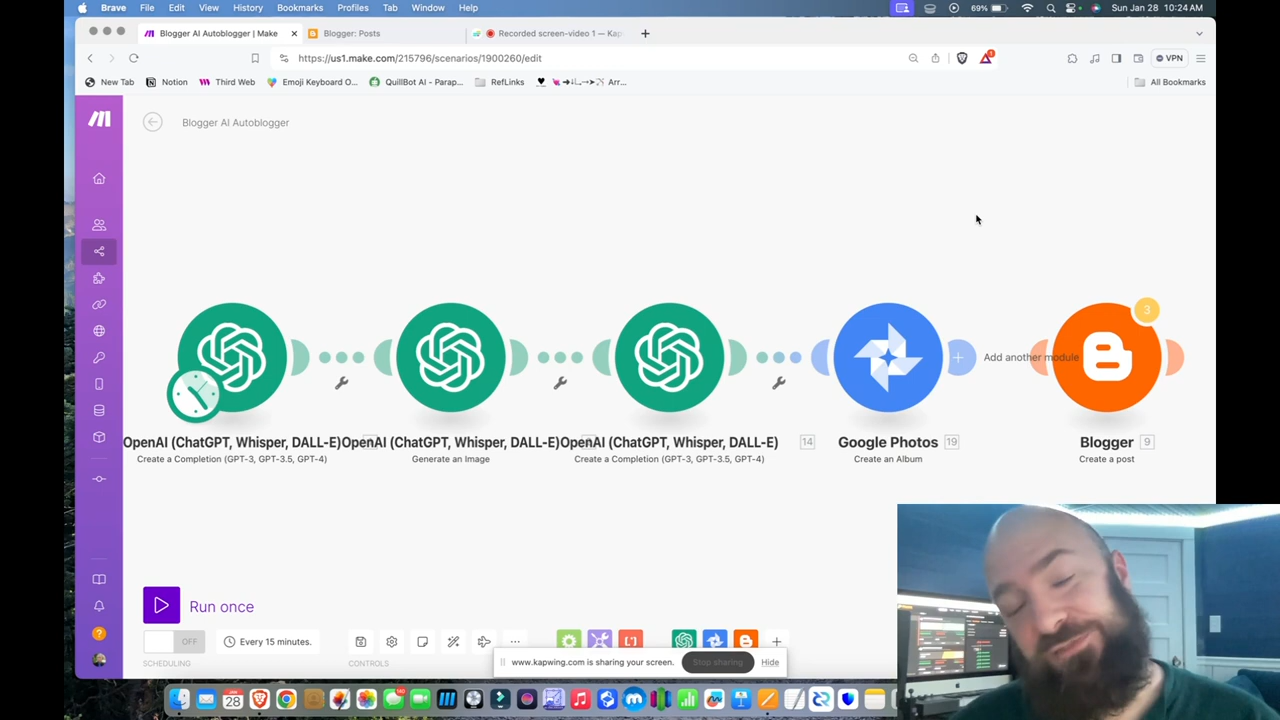 Brave File Edit View History Bookmarks Profiles Tab Window Help 69% Sun Jan 28 10:24 AM
Blogger AI Autoblogger | Make Blogger: Posts Recorded screen-video 1 — Kap
https://us1.make.com/215796/scenarios/1900260/edit VPN
New Tab Notion Third Web Emoji Keyboard O... QuillBot AI - Parap... RefLinks Arr... All Bookmarks
Blogger AI Autoblogger
3
Add another module
OpenAI (ChatGPT, Whisper, DALL-E) OpenAI (ChatGPT, Whisper, DALL-E) OpenAI (ChatGPT, Whisper, DALL-E) 14 Google Photos 19 Blogger 9
Create a Completion (GPT-3, GPT-3.5, GPT-4) Generate an Image Create a Completion (GPT-3, GPT-3.5, GPT-4) Create an Album Create a post
Run once
OFF Every 15 minutes.
SCHEDULING CONTROLS
www.kapwing.com is sharing your screen. Stop sharing Hide